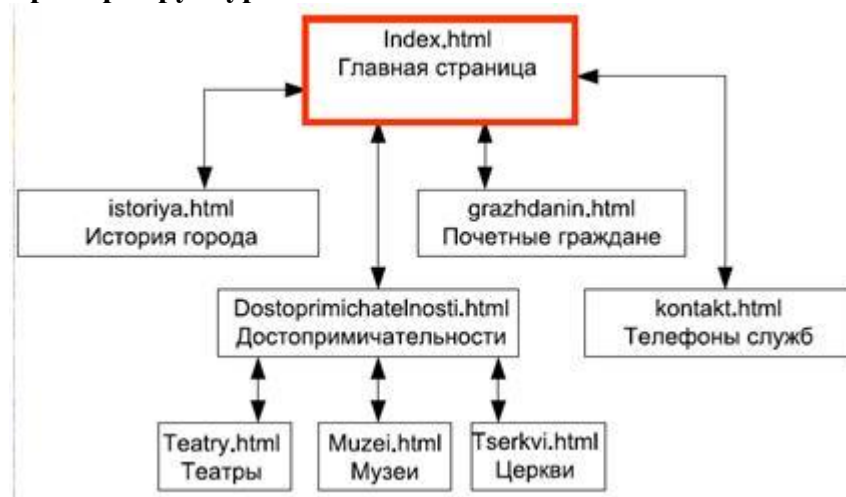 Index.html
Главная страница
istoriya.html
История города
grazhdanin.html
Почетные граждане
Dostoprimichatelnosti.html
Достопримичательности
kontakt.html
Телефоны служб
Teatry.html
Театры
Muzei.html
Музеи
Tserkvi.html
Церкви